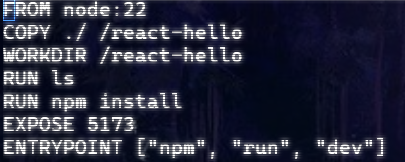 FROM node:22
COPY ./ /react-hello
WORKDIR /react-hello
RUN ls
RUN npm install
EXPOSE 5173
ENTRYPOINT ["npm", "run", "dev"]